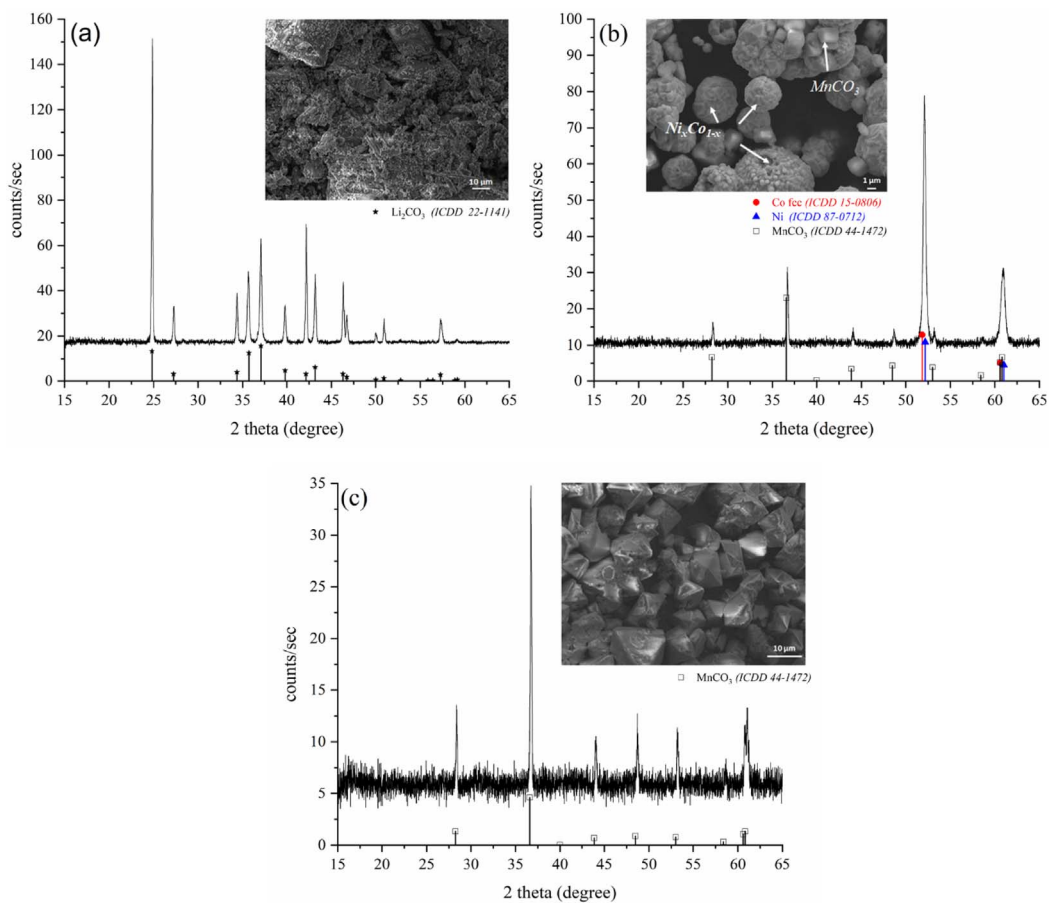 (a)
160
140
120
100
80
60
40
20
0
counts/sec
10 µm
Li₂CO₃ (ICDD 22-1141)
15 20 25 30 35 40 45 50 55 60 65
2 theta (degree)
(b)
100
90
80
70
60
50
40
30
20
10
0
counts/sec
MnCO₃
NiₓCo₁₋ₓ
1 µm
Co fcc (ICDD 15-0806)
Ni (ICDD 87-0712)
MnCO₃ (ICDD 44-1472)
15 20 25 30 35 40 45 50 55 60 65
2 theta (degree)
(c)
35
30
25
20
15
10
5
0
counts/sec
10 µm
MnCO₃ (ICDD 44-1472)
15 20 25 30 35 40 45 50 55 60 65
2 theta (degree)